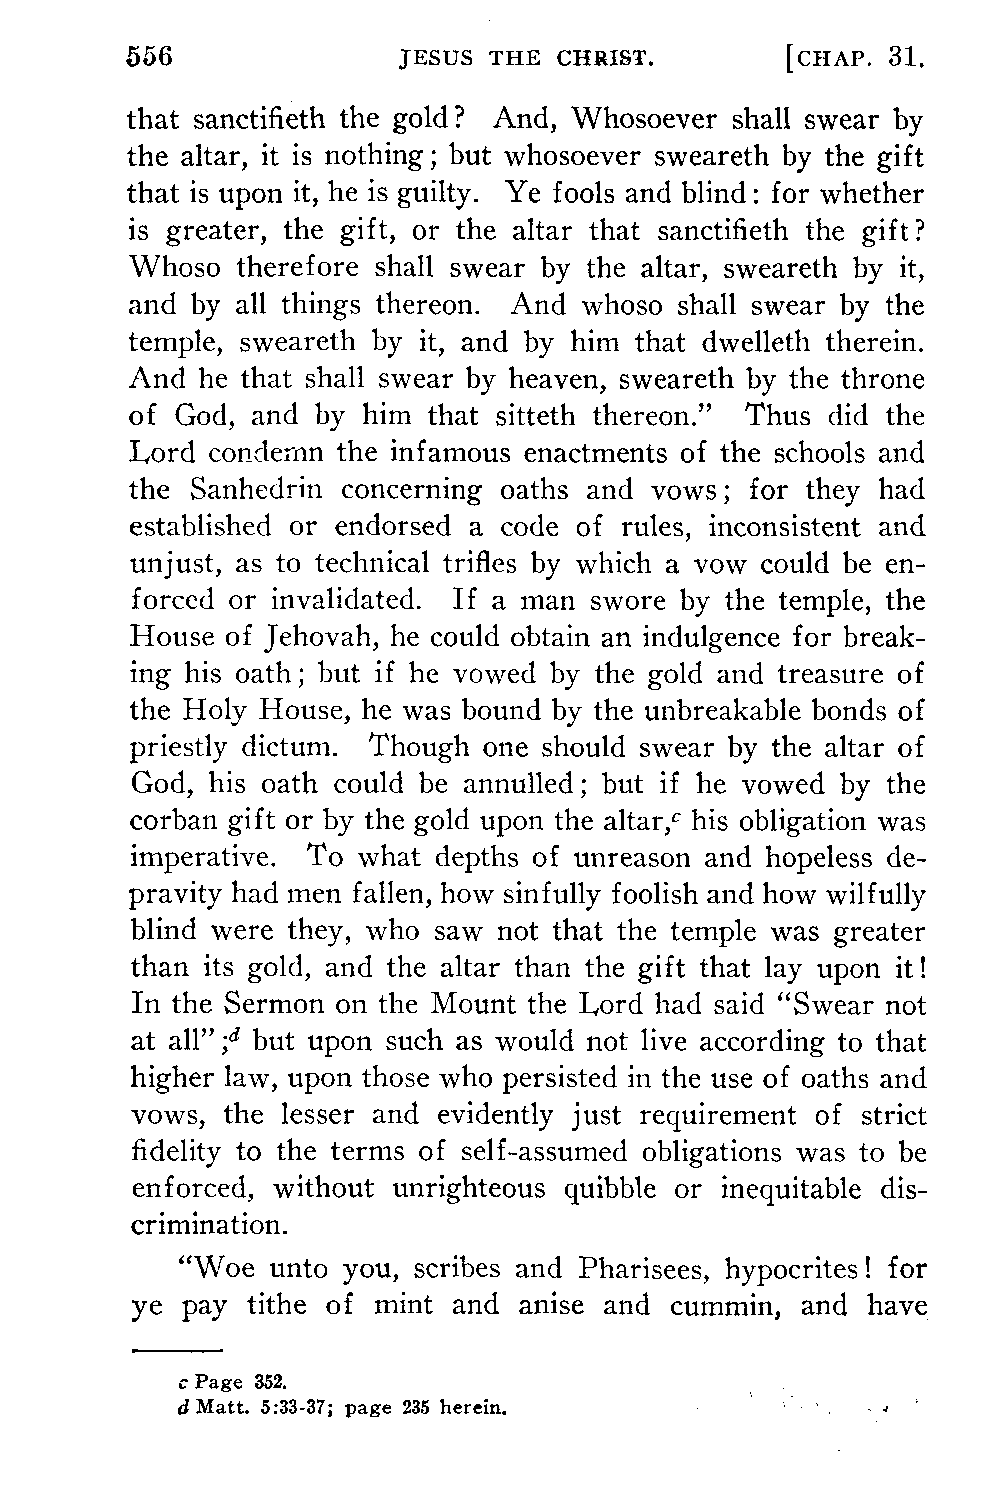 556 JESUS THE CHRIST. [CHAP. 31.
that sanctifieth the gold? And, Whosoever shall swear by
the altar, it is nothing; but whosoever sweareth by the gift
that is upon it, he is guilty. Ye fools and blind: for whether
is greater, the gift, or the altar that sanctifieth the gift?
Whoso therefore shall swear by the altar, sweareth by it,
and by all things thereon. And whoso shall swear by the
temple, sweareth by it, and by him that dwelleth therein.
And he that shall swear by heaven, sweareth by the throne
of God, and by him that sitteth thereon.” Thus did the
Lord condemn the infamous enactments of the schools and
the Sanhedrin concerning oaths and vows; for they had
established or endorsed a code of rules, inconsistent and
unjust, as to technical trifles by which a vow could be en-
forced or invalidated. If a man swore by the temple, the
House of Jehovah, he could obtain an indulgence for break-
ing his oath; but if he vowed by the gold and treasure of
the Holy House, he was bound by the unbreakable bonds of
priestly dictum. Though one should swear by the altar of
God, his oath could be annulled; but if he vowed by the
corban gift or by the gold upon the altar,c his obligation was
imperative. To what depths of unreason and hopeless de-
pravity had men fallen, how sinfully foolish and how wilfully
blind were they, who saw not that the temple was greater
than its gold, and the altar than the gift that lay upon it!
In the Sermon on the Mount the Lord had said “Swear not
at all”;d but upon such as would not live according to that
higher law, upon those who persisted in the use of oaths and
vows, the lesser and evidently just requirement of strict
fidelity to the terms of self-assumed obligations was to be
enforced, without unrighteous quibble or inequitable dis-
crimination.
“Woe unto you, scribes and Pharisees, hypocrites! for
ye pay tithe of mint and anise and cummin, and have
c Page 352.
d Matt. 5:33-37; page 235 herein.